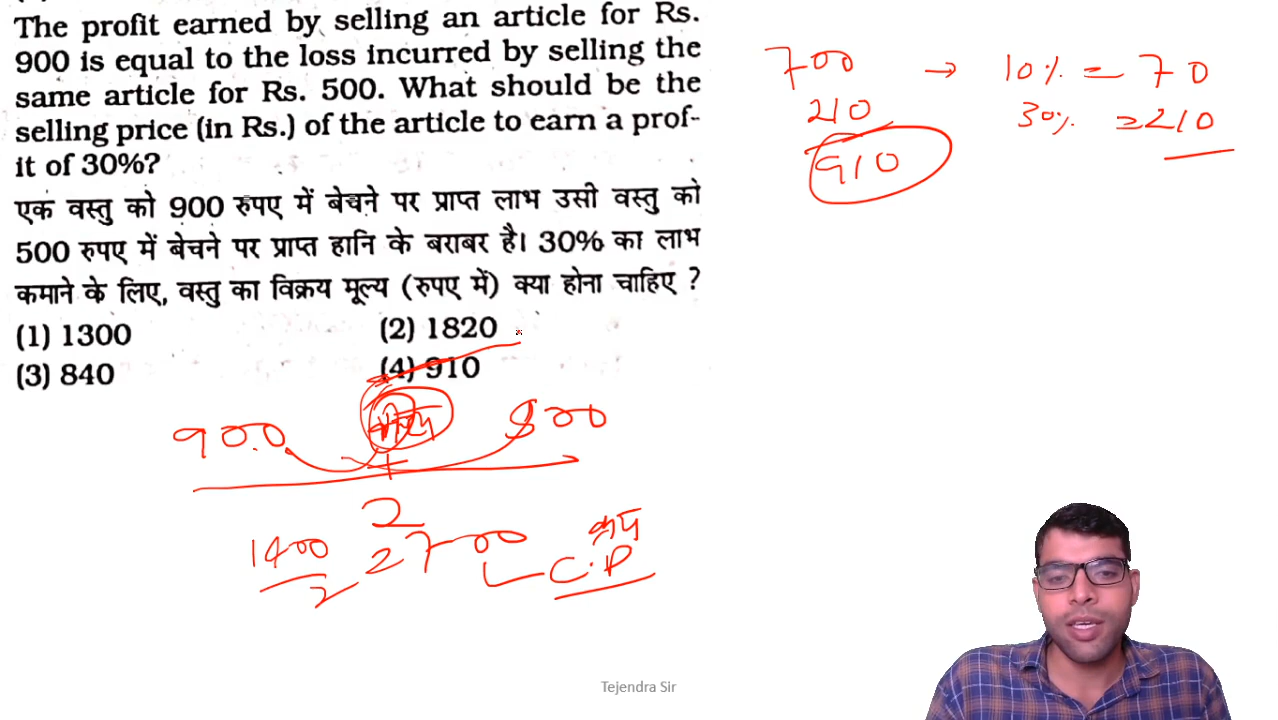 The profit earned by selling an article for Rs.
900 is equal to the loss incurred by selling the
same article for Rs. 500. What should be the
selling price (in Rs.) of the article to earn a prof-
it of 30%?
एक वस्तु को 900 रुपए में बेचने पर प्राप्त लाभ उसी वस्तु को
500 रुपए में बेचने पर प्राप्त हानि के बराबर है। 30% का लाभ
कमाने के लिए, वस्तु का विक्रय मूल्य (रुपए में) क्या होना चाहिए ?
(1) 1300 (2) 1820
(3) 840 (4) 910
700 → 10% = 70
210 30% = 210
910
900 + 500
2
1400 = 700
2
C.P
Tejendra Sir